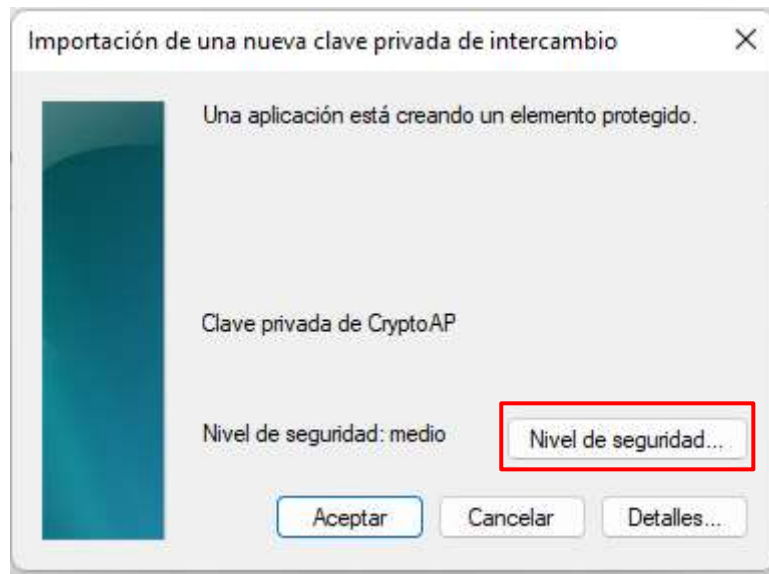 Importación de una nueva clave privada de intercambio
Una aplicación está creando un elemento protegido.
Clave privada de CryptoAP
Nivel de seguridad: medio
Nivel de seguridad...
Aceptar
Cancelar
Detalles...